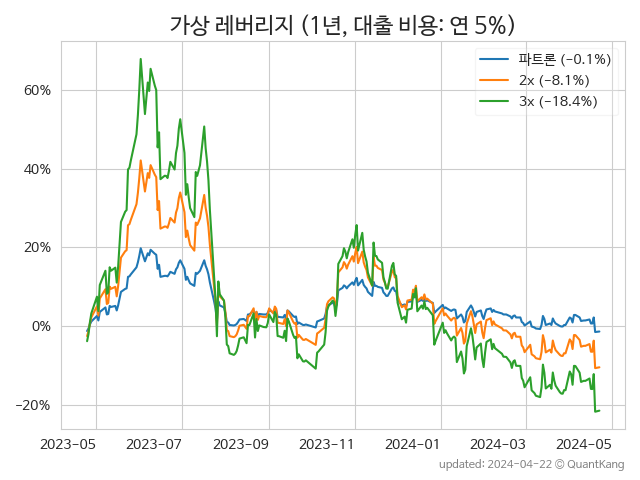 가상 레버리지 (1년, 대출 비용: 연 5%)
파트론 (−0.1%)
2x (−8.1%)
3x (−18.4%)
60%
40%
20%
0%
−20%
2023−05 2023−07 2023−09 2023−11 2024−01 2024−03 2024−05
updated: 2024−04−22 ⓒ QuantKang